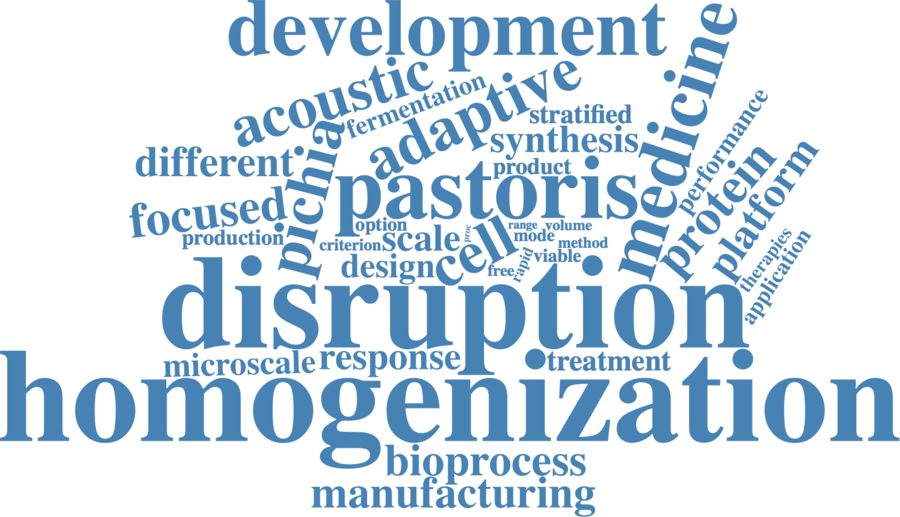 development
acoustic
fermentation
adaptive
medicine
stratified
synthesis
performance
different
pichia
pastoris
product
protein
platform
focused
production
option
criterion
scale
proc
cell
range
volume
mode
method
viable
rapid
free
design
therapies
application
disruption
microscale
response
treatment
homogenization
bioprocess
manufacturing